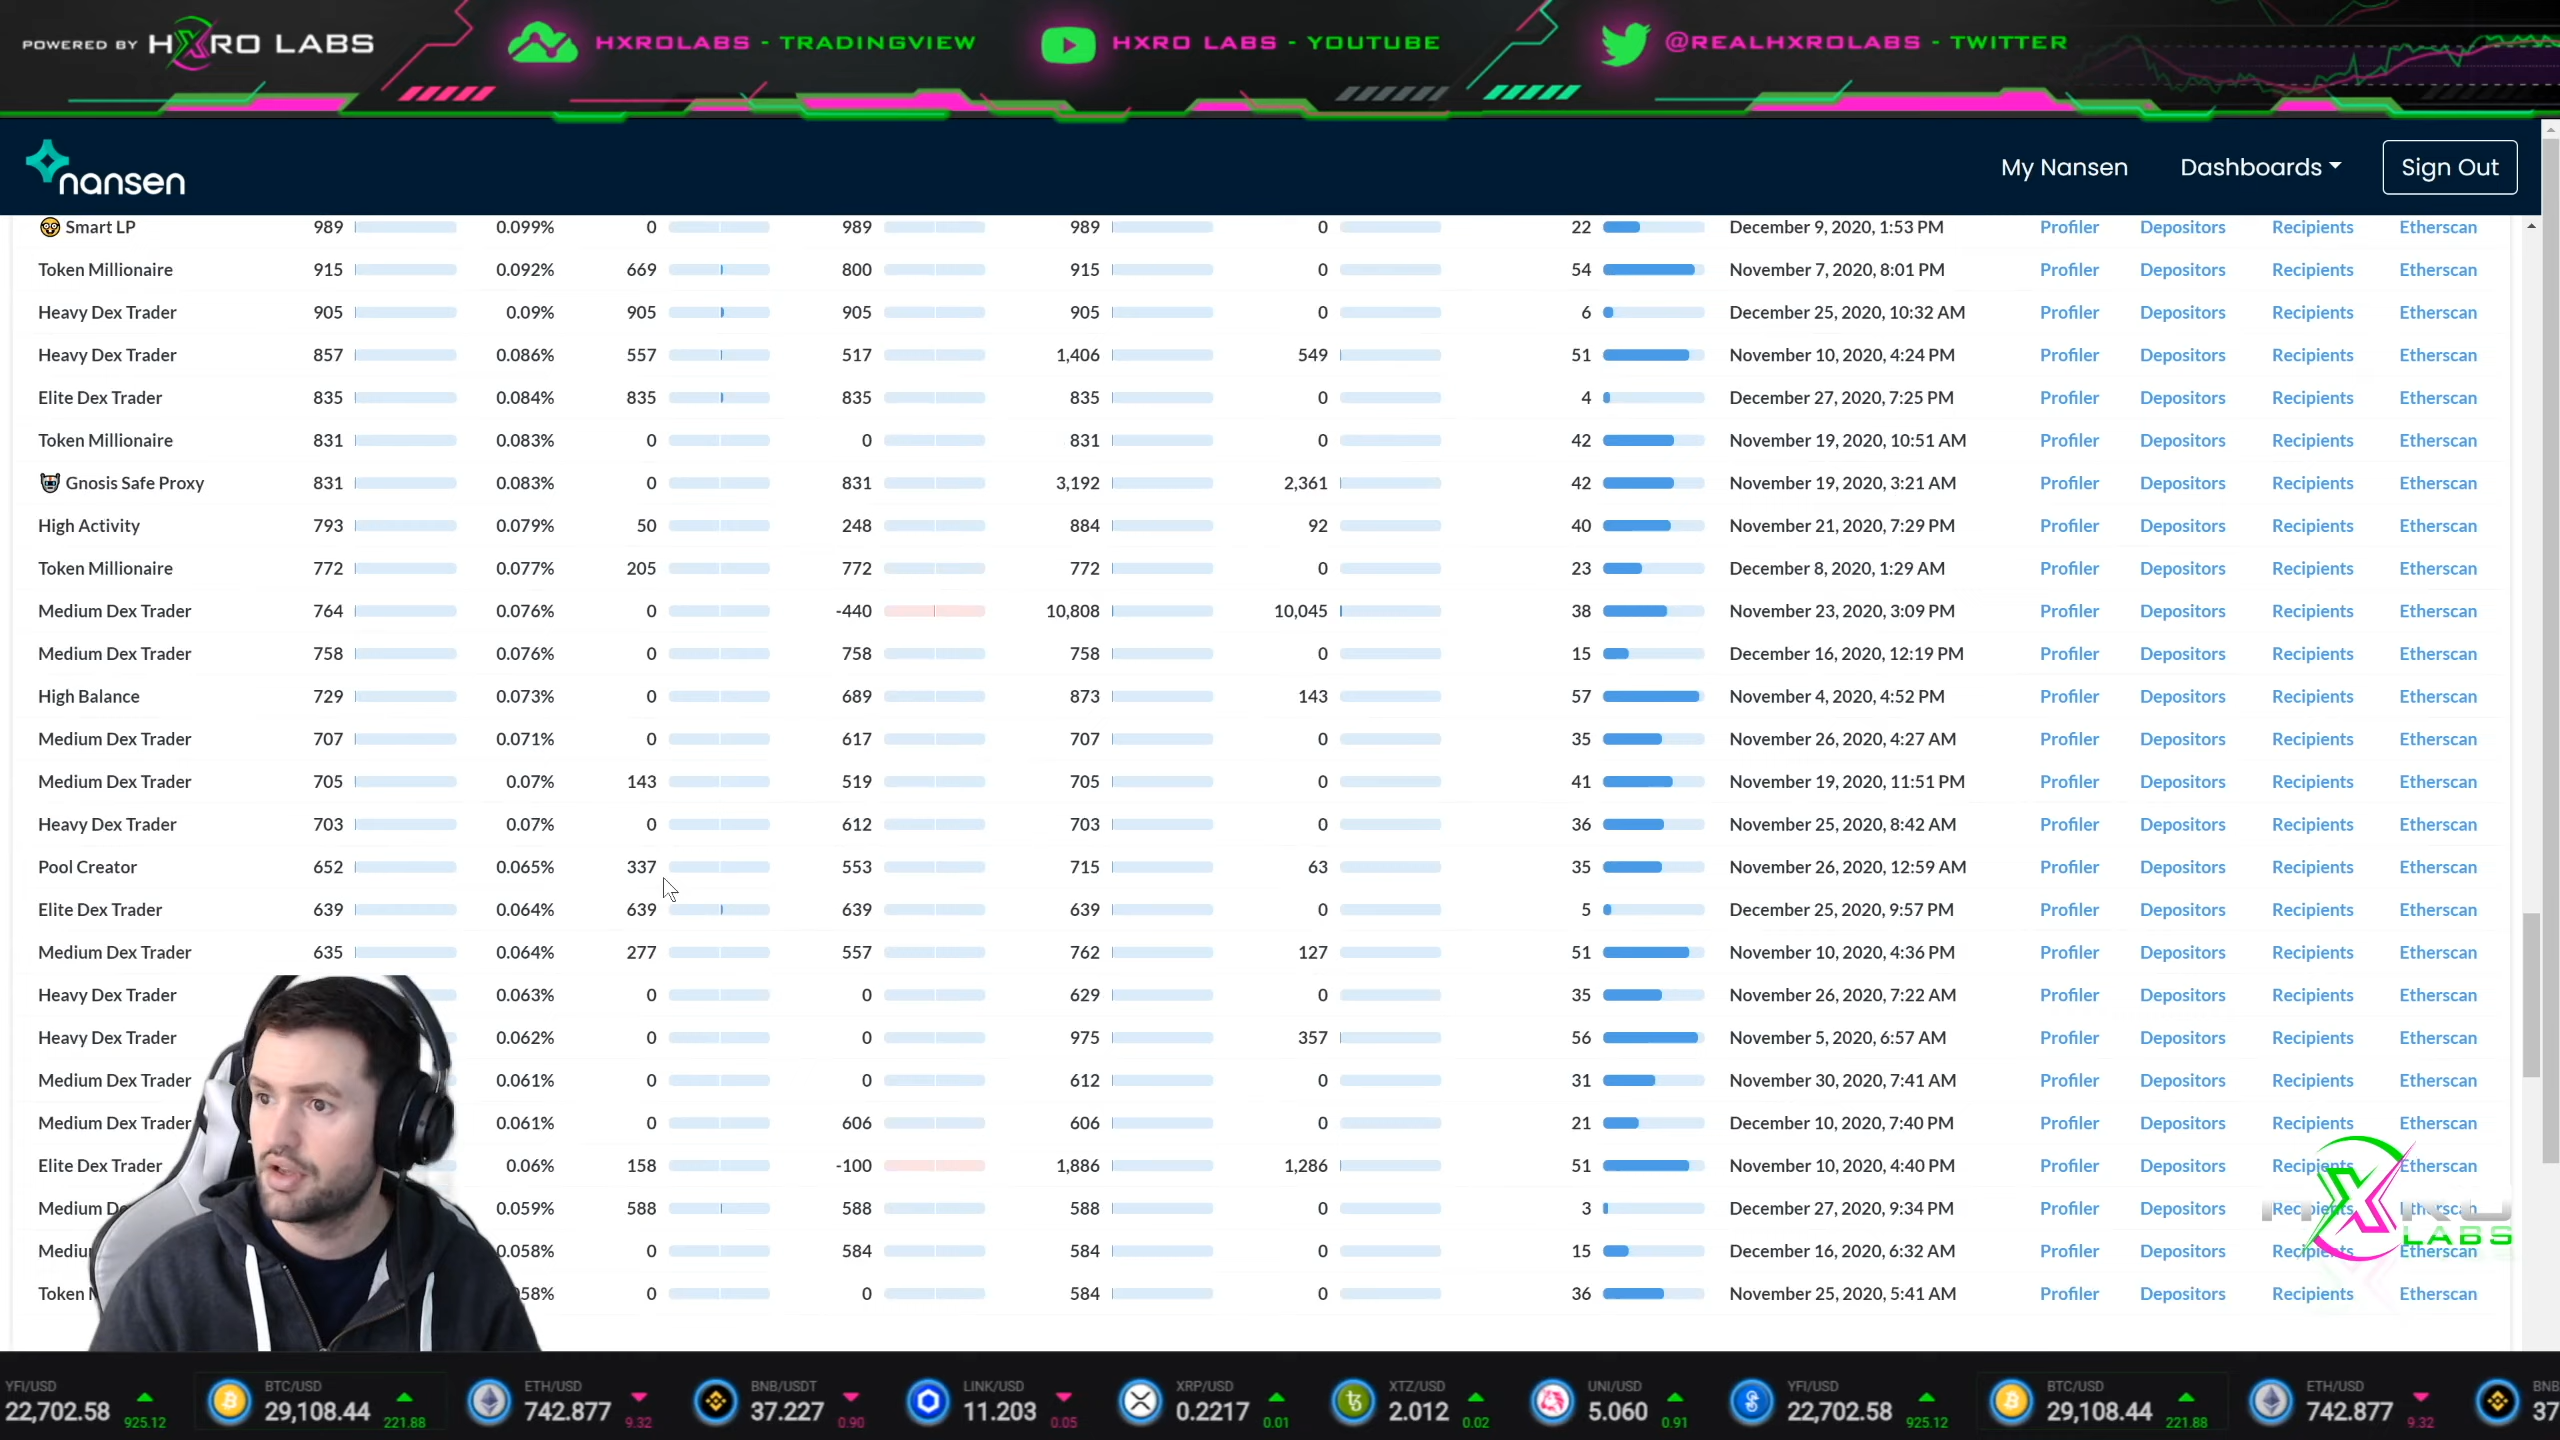 POWERED BY HXRO LABS HXROLABS - TRADINGVIEW HXRO LABS - YOUTUBE @REALHXROLABS - TWITTER
nansen My Nansen Dashboards Sign Out
Smart LP 989 0.099% 0 989 989 0 22 December 9, 2020, 1:53 PM Profiler Depositors Recipients Etherscan
Token Millionaire 915 0.092% 669 800 915 0 54 November 7, 2020, 8:01 PM Profiler Depositors Recipients Etherscan
Heavy Dex Trader 905 0.09% 905 905 905 0 6 December 25, 2020, 10:32 AM Profiler Depositors Recipients Etherscan
Heavy Dex Trader 857 0.086% 557 517 1,406 549 51 November 10, 2020, 4:24 PM Profiler Depositors Recipients Etherscan
Elite Dex Trader 835 0.084% 835 835 835 0 4 December 27, 2020, 7:25 PM Profiler Depositors Recipients Etherscan
Token Millionaire 831 0.083% 0 0 831 0 42 November 19, 2020, 10:51 AM Profiler Depositors Recipients Etherscan
Gnosis Safe Proxy 831 0.083% 0 831 3,192 2,361 42 November 19, 2020, 3:21 AM Profiler Depositors Recipients Etherscan
High Activity 793 0.079% 50 248 884 92 40 November 21, 2020, 7:29 PM Profiler Depositors Recipients Etherscan
Token Millionaire 772 0.077% 205 772 772 0 23 December 8, 2020, 1:29 AM Profiler Depositors Recipients Etherscan
Medium Dex Trader 764 0.076% 0 -440 10,808 10,045 38 November 23, 2020, 3:09 PM Profiler Depositors Recipients Etherscan
Medium Dex Trader 758 0.076% 0 758 758 0 15 December 16, 2020, 12:19 PM Profiler Depositors Recipients Etherscan
High Balance 729 0.073% 0 689 873 143 57 November 4, 2020, 4:52 PM Profiler Depositors Recipients Etherscan
Medium Dex Trader 707 0.071% 0 617 707 0 35 November 26, 2020, 4:27 AM Profiler Depositors Recipients Etherscan
Medium Dex Trader 705 0.07% 143 519 705 0 41 November 19, 2020, 11:51 PM Profiler Depositors Recipients Etherscan
Heavy Dex Trader 703 0.07% 0 612 703 0 36 November 25, 2020, 8:42 AM Profiler Depositors Recipients Etherscan
Pool Creator 652 0.065% 337 553 715 63 35 November 26, 2020, 12:59 AM Profiler Depositors Recipients Etherscan
Elite Dex Trader 639 0.064% 639 639 639 0 5 December 25, 2020, 9:57 PM Profiler Depositors Recipients Etherscan
Medium Dex Trader 635 0.064% 277 557 762 127 51 November 10, 2020, 4:36 PM Profiler Depositors Recipients Etherscan
Heavy Dex Trader 0.063% 0 0 629 0 35 November 26, 2020, 7:22 AM Profiler Depositors Recipients Etherscan
Heavy Dex Trader 0.062% 0 0 975 357 56 November 5, 2020, 6:57 AM Profiler Depositors Recipients Etherscan
Medium Dex Trader 0.061% 0 0 612 0 31 November 30, 2020, 7:41 AM Profiler Depositors Recipients Etherscan
Medium Dex Trader 0.061% 0 606 606 0 21 December 10, 2020, 7:40 PM Profiler Depositors Recipients Etherscan
Elite Dex Trader 0.06% 158 -100 1,886 1,286 51 November 10, 2020, 4:40 PM Profiler Depositors Recipients Etherscan
Medium 0.059% 588 588 588 0 3 December 27, 2020, 9:34 PM Profiler Depositors Recipients Etherscan
0.058% 0 584 584 0 15 December 16, 2020, 6:32 AM Profiler Depositors Recipients Etherscan
Token 0 0 584 0 36 November 25, 2020, 5:41 AM Profiler Depositors Recipients Etherscan
HXRO
LABS
YFI/USD BTC/USD ETH/USD BNB/USDT LINK/USD XRP/USD XTZ/USD UNI/USD YFI/USD BTC/USD ETH/USD BNB
22,702.58 925.12 29,108.44 221.88 742.877 9.32 37.227 0.90 11.203 0.05 0.2217 0.01 2.012 0.02 5.060 0.91 22,702.58 925.12 29,108.44 221.88 742.877 9.32 37